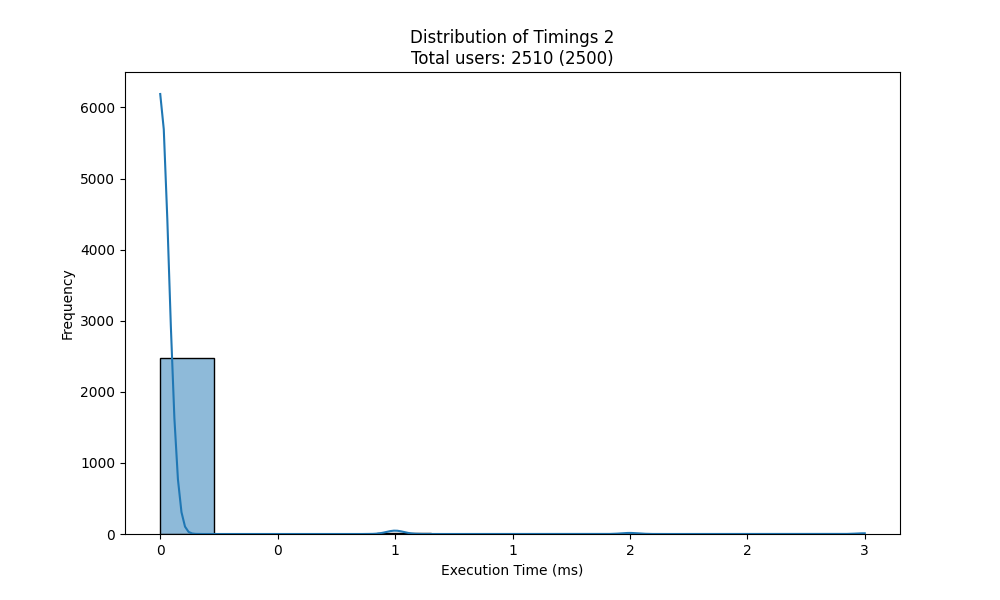 Distribution of Timings 2
Total users: 2510 (2500)
6000
5000
4000
3000
2000
1000
0
Frequency
0 0 1 1 2 2 3
Execution Time (ms)